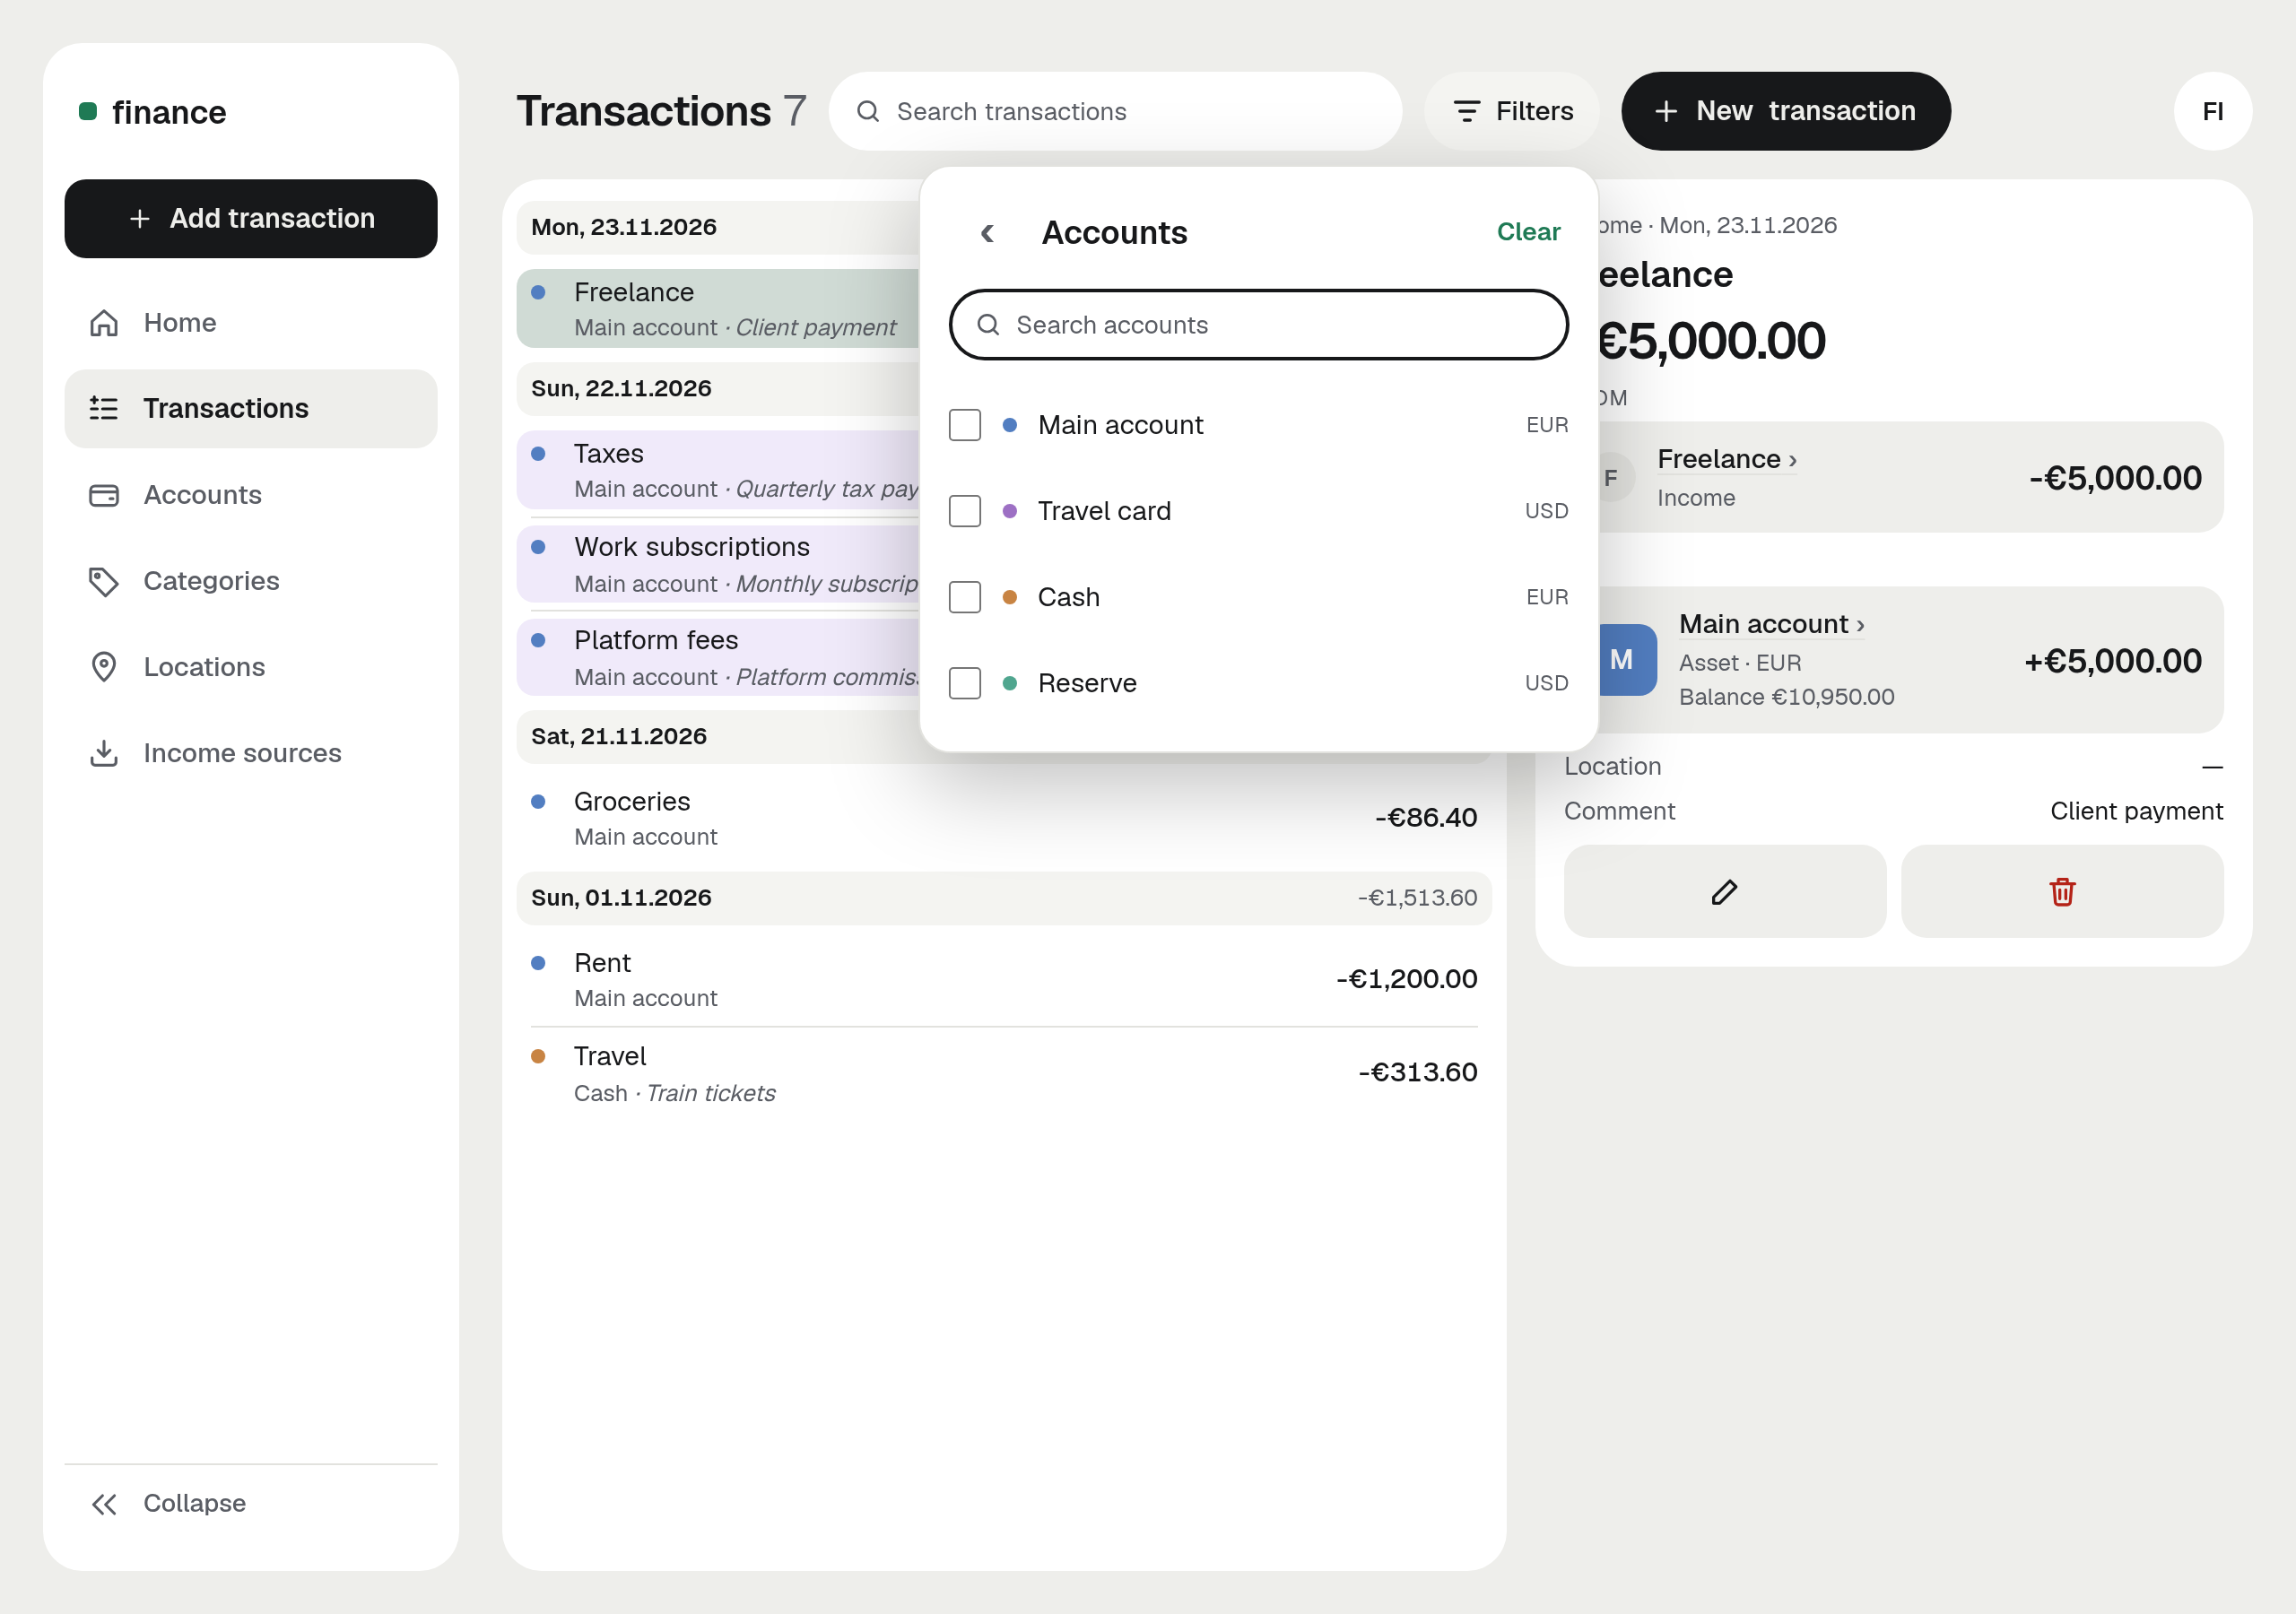 finance
Add transaction
Home
Transactions
Accounts
Categories
Locations
Income sources
Collapse
Transactions 7
Search transactions
Filters
New transaction
FI
Mon, 23.11.2026
Freelance
Main account · Client payment
Sun, 22.11.2026
Taxes
Main account · Quarterly tax pay
Work subscriptions
Main account · Monthly subscrip
Platform fees
Main account · Platform commis
Sat, 21.11.2026
Groceries
Main account
-€86.40
Sun, 01.11.2026
-€1,513.60
Rent
Main account
-€1,200.00
Travel
Cash · Train tickets
-€313.60
‹
Accounts
Clear
Search accounts
Main account
EUR
Travel card
USD
Cash
EUR
Reserve
USD
ome · Mon, 23.11.2026
eelance
€5,000.00
OM
F
Freelance ›
Income
-€5,000.00
M
Main account ›
Asset · EUR
Balance €10,950.00
+€5,000.00
Location
—
Comment
Client payment